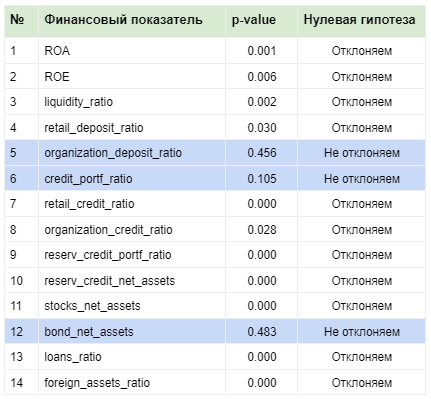 № Финансовый показатель p-value Нулевая гипотеза
1 ROA 0.001 Отклоняем
2 ROE 0.006 Отклоняем
3 liquidity_ratio 0.002 Отклоняем
4 retail_deposit_ratio 0.030 Отклоняем
5 organization_deposit_ratio 0.456 Не отклоняем
6 credit_portf_ratio 0.105 Не отклоняем
7 retail_credit_ratio 0.000 Отклоняем
8 organization_credit_ratio 0.028 Отклоняем
9 reserv_credit_portf_ratio 0.000 Отклоняем
10 reserv_credit_net_assets 0.000 Отклоняем
11 stocks_net_assets 0.000 Отклоняем
12 bond_net_assets 0.483 Не отклоняем
13 loans_ratio 0.000 Отклоняем
14 foreign_assets_ratio 0.000 Отклоняем